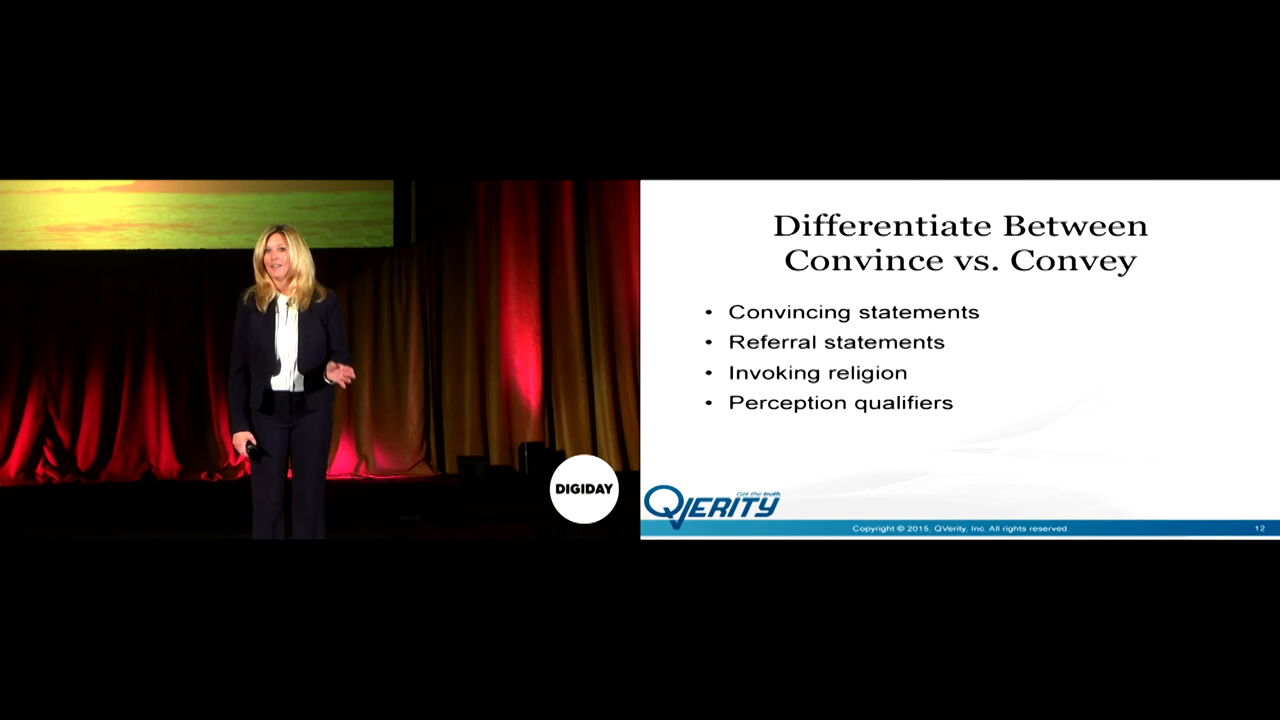 DIGIDAY
Differentiate Between
Convince vs. Convey
• Convincing statements
• Referral statements
• Invoking religion
• Perception qualifiers
Get the truth.
QVERITY
Copyright © 2015. QVerity, Inc. All rights reserved.
12